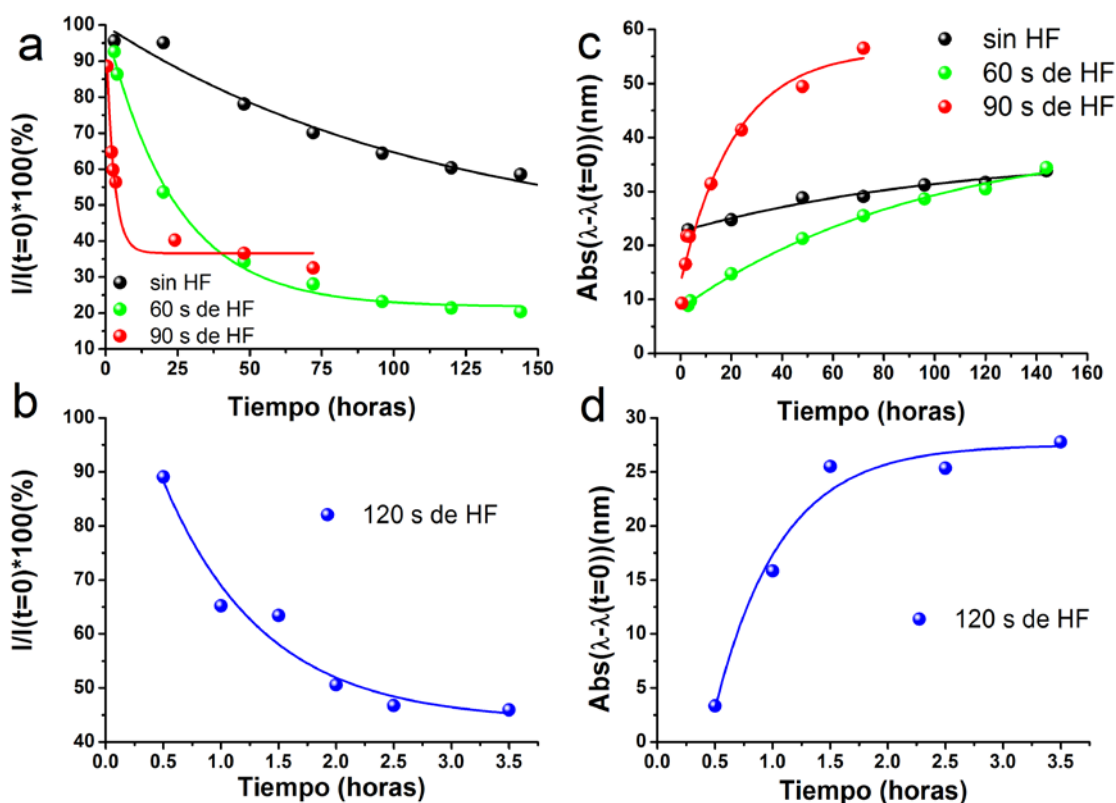 a
I/I(t=0)*100(%)
100
90
80
70
60
50
40
30
20
10
sin HF
60 s de HF
90 s de HF
0 25 50 75 100 125 150
Tiempo (horas)
c
Abs(λ-λ(t=0))(nm)
60
50
40
30
20
10
0
sin HF
60 s de HF
90 s de HF
0 20 40 60 80 100 120 140 160
Tiempo (horas)
b
I/I(t=0)*100(%)
100
90
80
70
60
50
40
120 s de HF
0.0 0.5 1.0 1.5 2.0 2.5 3.0 3.5
Tiempo (horas)
d
Abs(λ-λ(t=0))(nm)
30
25
20
15
10
5
0
120 s de HF
0.0 0.5 1.0 1.5 2.0 2.5 3.0 3.5
Tiempo (horas)